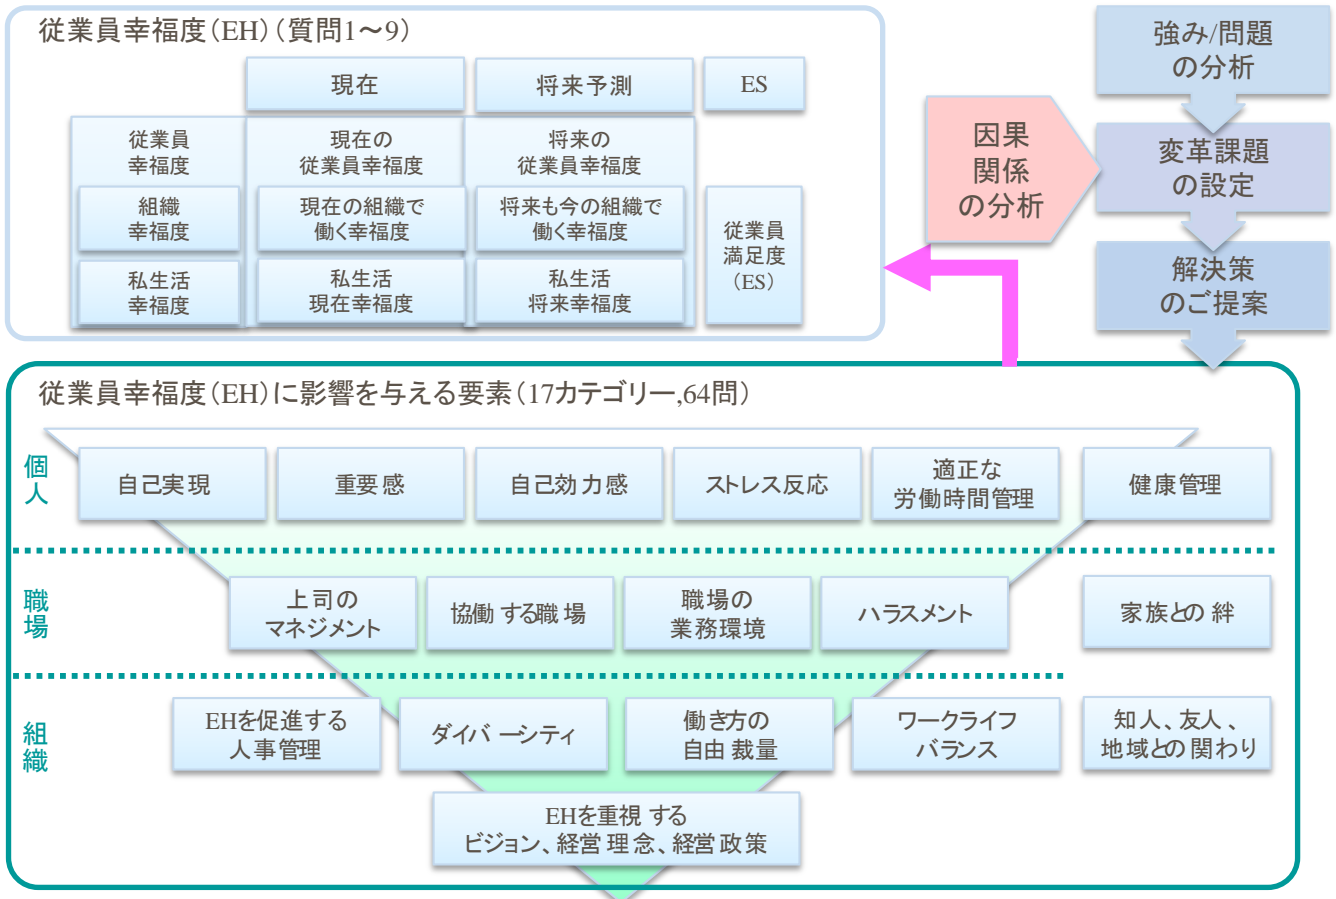 従業員幸福度(EH)(質問1～9)
現在
将来予測
ES
従業員
幸福度
現在の
従業員幸福度
将来の
従業員幸福度
組織
幸福度
現在の組織で
働く幸福度
将来も今の組織で
働く幸福度
従業員
満足度
(ES)
私生活
幸福度
私生活
現在幸福度
私生活
将来幸福度
因果
関係
の分析
強み/問題
の分析
変革課題
の設定
解決策
のご提案
従業員幸福度(EH)に影響を与える要素(17カテゴリー,64問)
個人
自己実現
重要感
自己効力感
ストレス反応
適正な
労働時間管理
健康管理
職場
上司の
マネジメント
協働する職場
職場の
業務環境
ハラスメント
家族との絆
組織
EHを促進する
人事管理
ダイバーシティ
働き方の
自由裁量
ワークライフ
バランス
知人、友人、
地域との関わり
EHを重視する
ビジョン、経営理念、経営政策